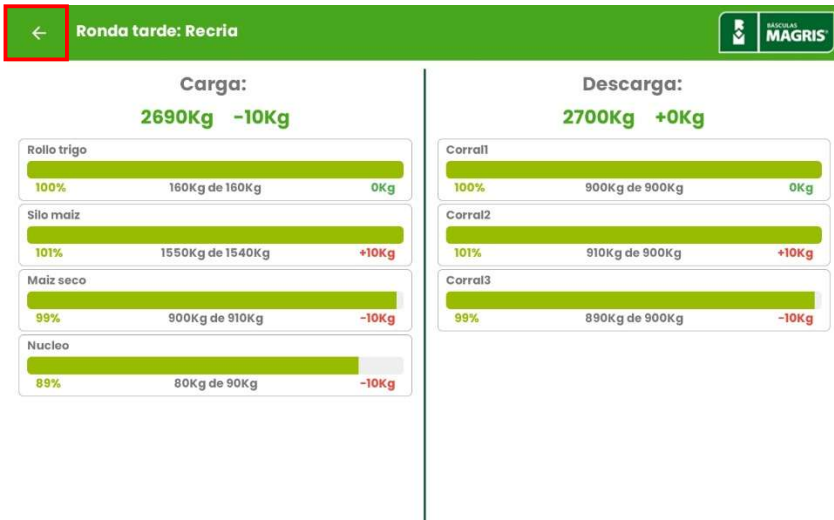 Ronda tarde: Recria
BÁSCULAS
MAGRIS®
Carga:
2690Kg -10Kg
Rollo trigo
100% 160Kg de 160Kg 0Kg
Silo maiz
101% 1550Kg de 1540Kg +10Kg
Maiz seco
99% 900Kg de 910Kg -10Kg
Nucleo
89% 80Kg de 90Kg -10Kg
Descarga:
2700Kg +0Kg
Corral1
100% 900Kg de 900Kg 0Kg
Corral2
101% 910Kg de 900Kg +10Kg
Corral3
99% 890Kg de 900Kg -10Kg